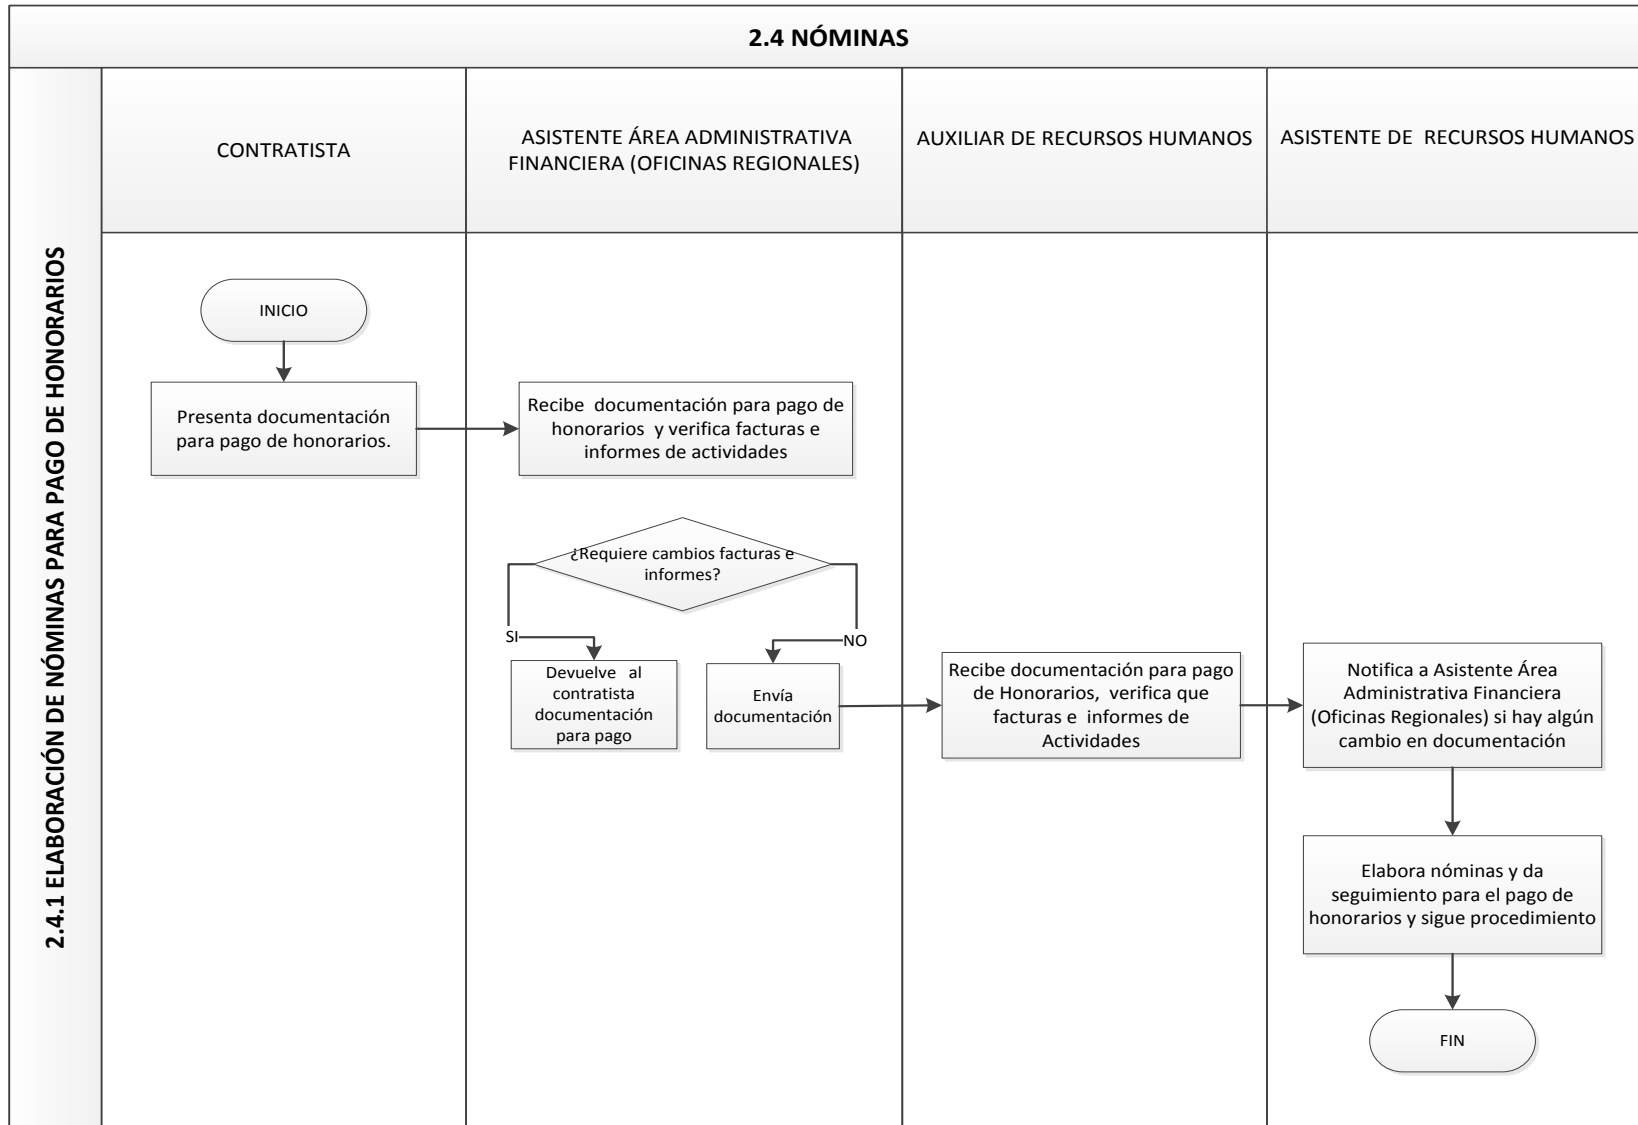 2.4 NÓMINAS
2.4.1 ELABORACIÓN DE NÓMINAS PARA PAGO DE HONORARIOS
CONTRATISTA
ASISTENTE ÁREA ADMINISTRATIVA
FINANCIERA (OFICINAS REGIONALES)
AUXILIAR DE RECURSOS HUMANOS
ASISTENTE DE RECURSOS HUMANOS
INICIO
Presenta documentación
para pago de honorarios.
Recibe documentación para pago de
honorarios y verifica facturas e
informes de actividades
¿Requiere cambios facturas e
informes?
SI
NO
Devuelve al
contratista
documentación
para pago
Envía
documentación
Recibe documentación para pago
de Honorarios, verifica que
facturas e informes de
Actividades
Notifica a Asistente Área
Administrativa Financiera
(Oficinas Regionales) si hay algún
cambio en documentación
Elabora nóminas y da
seguimiento para el pago de
honorarios y sigue procedimiento
FIN